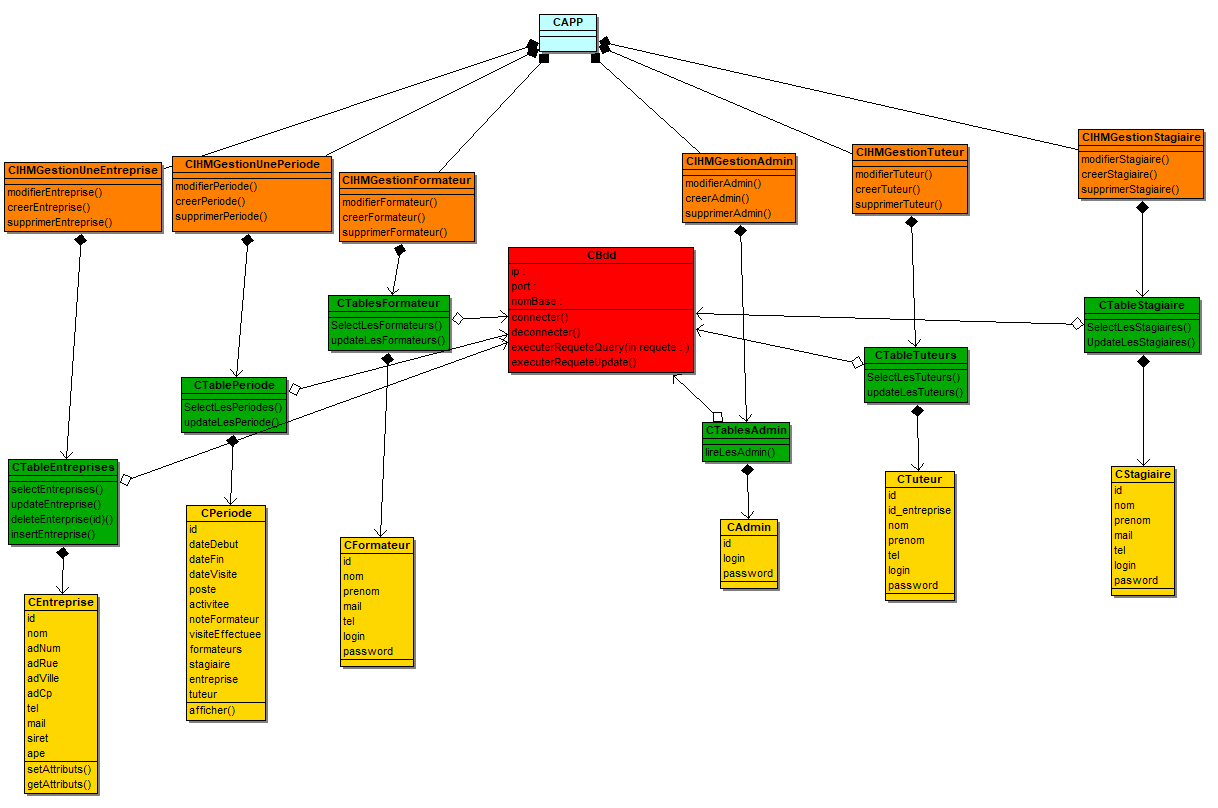 CAPP
CIHMGestionUneEntreprise
modifierEntreprise()
creerEntreprise()
supprimerEntreprise()
CIHMGestionUnePeriode
modifierPeriode()
creerPeriode()
supprimerPeriode()
CIHMGestionFormateur
modifierFormateur()
creerFormateur()
supprimerFormateur()
CIHMGestionAdmin
modifierAdmin()
creerAdmin()
supprimerAdmin()
CIHMGestionTuteur
modifierTuteur()
creerTuteur()
supprimerTuteur()
CIHMGestionStagiaire
modifierStagiaire()
creerStagiaire()
supprimerStagiaire()
CBdd
ip :
port :
nomBase :
connecter()
deconnecter()
executerRequeteQuery(in requete : )
executerRequeteUpdate()
CTablesFormateur
SelectLesFormateurs()
updateLesFormateurs()
CTableStagiaire
SelectLesStagiaires()
UpdateLesStagiaires()
CTableTuteurs
SelectLesTuteurs()
updateLesTuteurs()
CTablePeriode
SelectLesPeriodes()
updateLesPeriode()
CTablesAdmin
lireLesAdmin()
CTableEntreprises
selectEntreprises()
updateEntreprise()
deleteEnterprise(id)()
insertEntreprise()
CEntreprise
id
nom
adNum
adRue
adVille
adCp
tel
mail
siret
ape
setAttributs()
getAttributs()
CPeriode
id
dateDebut
dateFin
dateVisite
poste
activitee
noteFormateur
visiteEffectuee
formateurs
stagiaire
entreprise
tuteur
afficher()
CFormateur
id
nom
prenom
mail
tel
login
password
CAdmin
id
login
password
CTuteur
id
id_entreprise
nom
prenom
tel
login
password
CStagiaire
id
nom
prenom
mail
tel
login
pasword